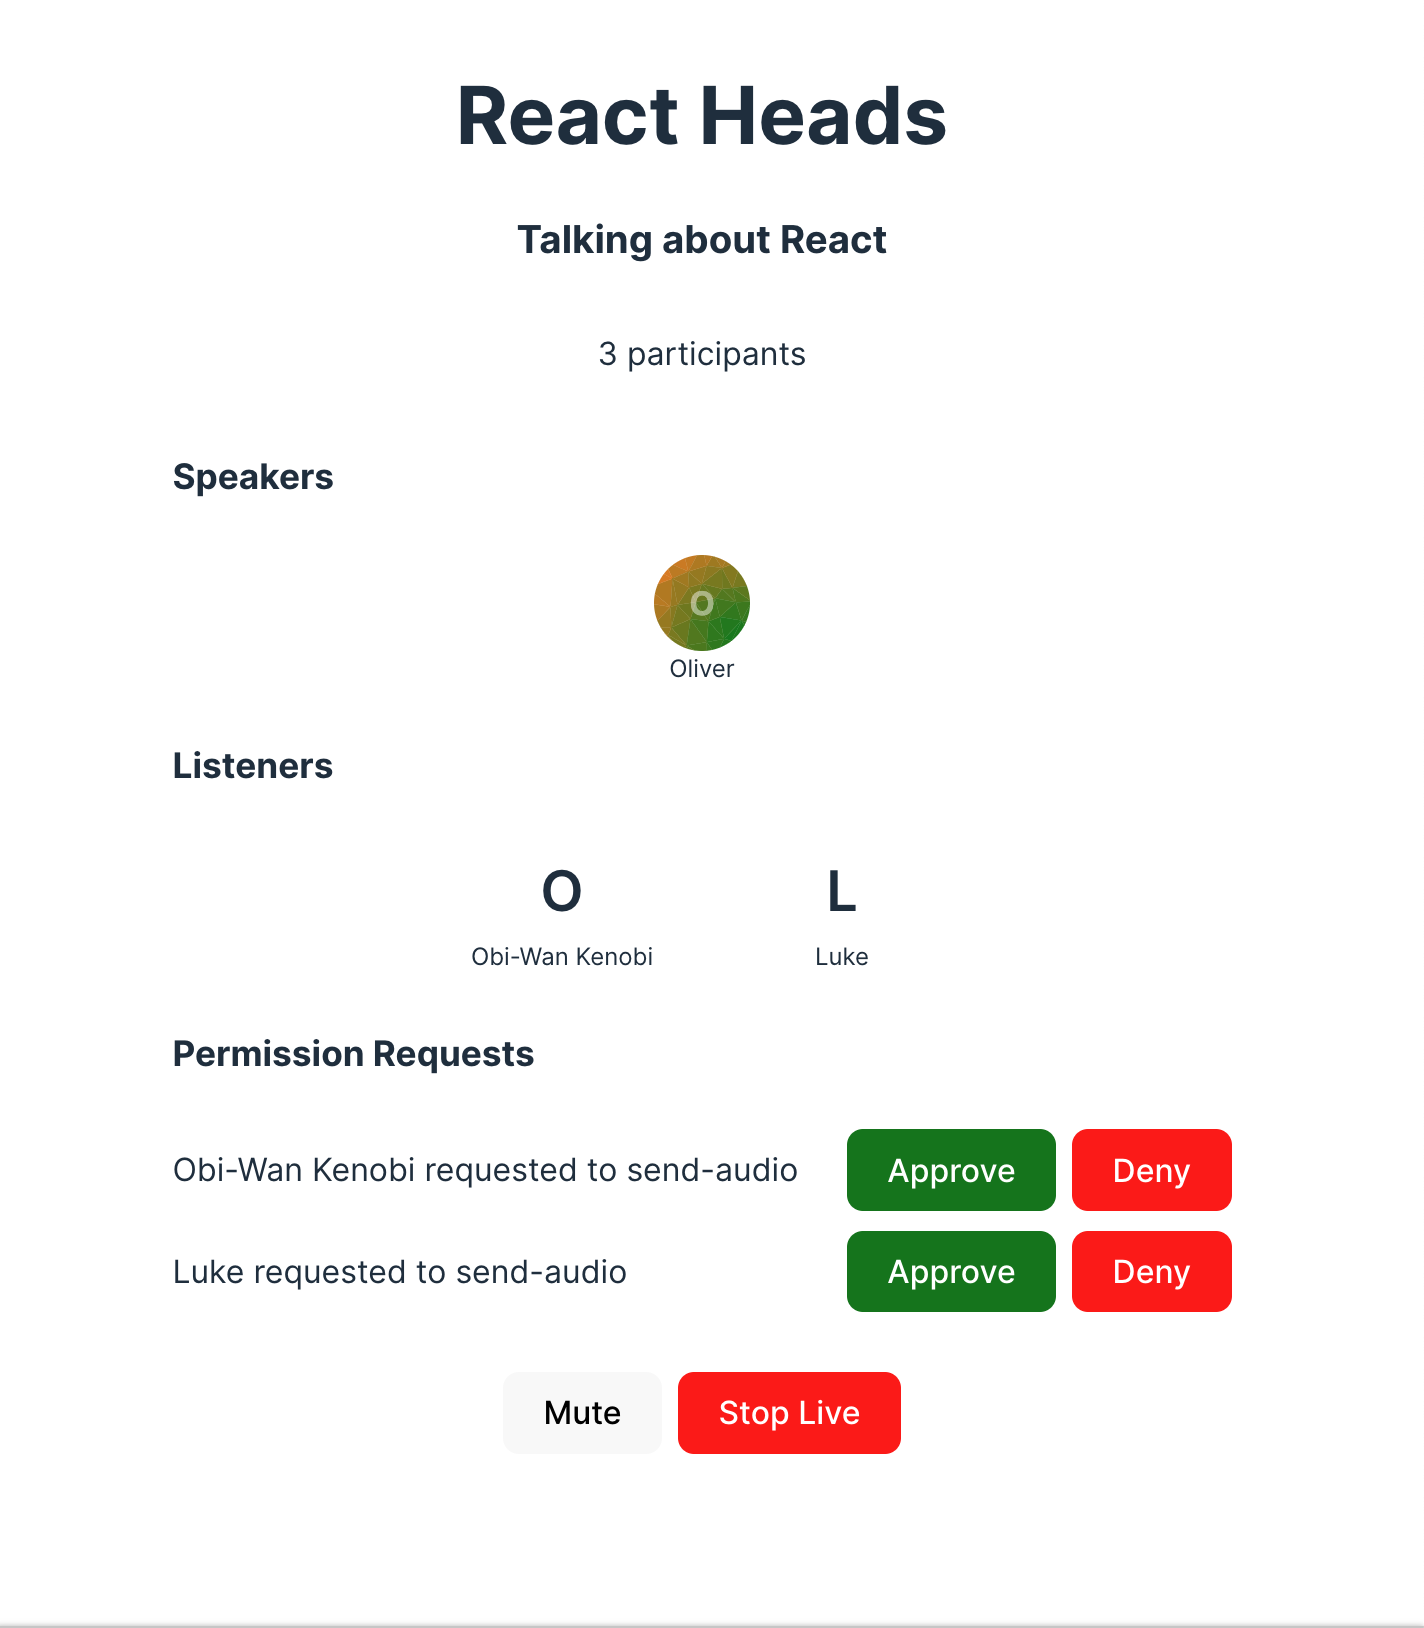 React Heads
Talking about React
3 participants
Speakers
O
Oliver
Listeners
O L
Obi-Wan Kenobi Luke
Permission Requests
Obi-Wan Kenobi requested to send-audio Approve Deny
Luke requested to send-audio Approve Deny
Mute Stop Live